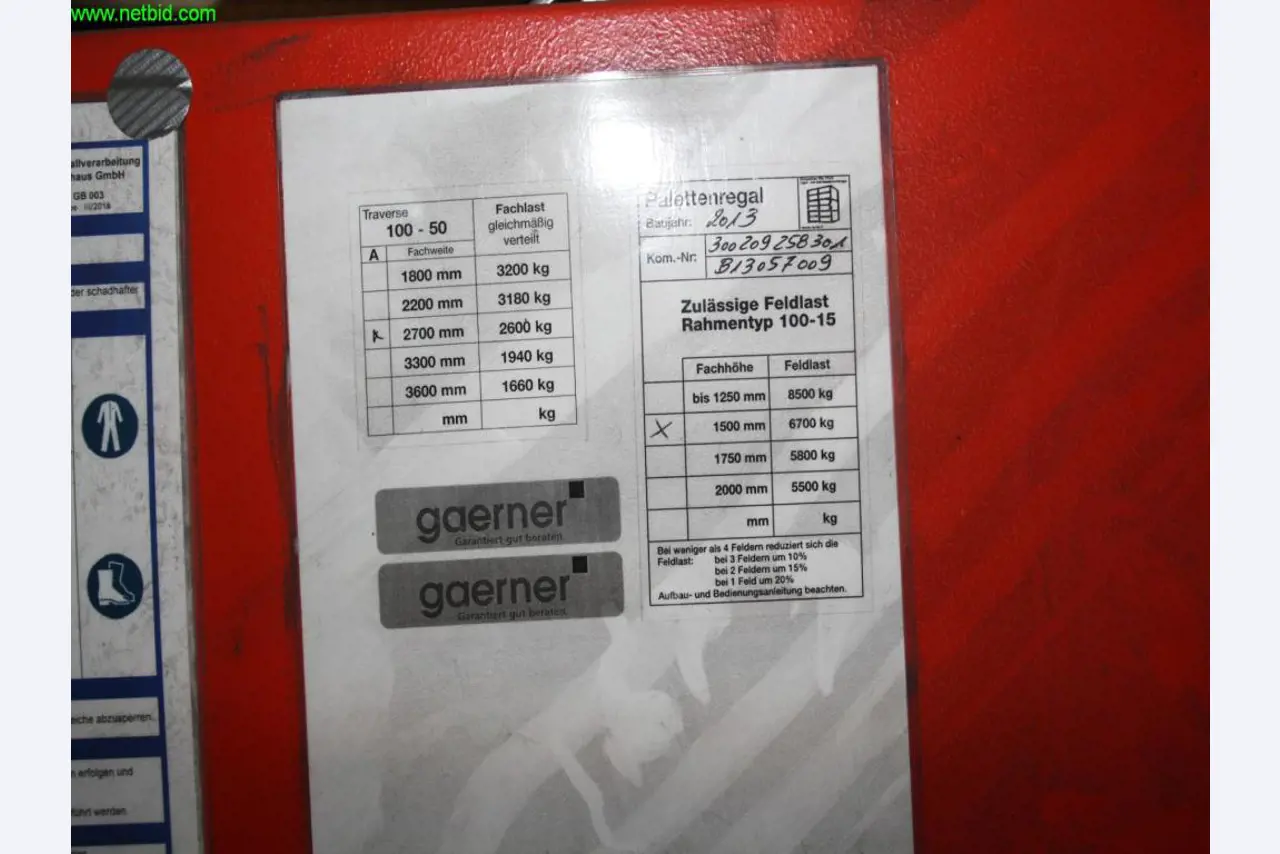 www.netbid.com
allverarbeitung
haus GmbH
GB 003
der schadhafter
eiche abzusperren.
n erfolgen und
führt werden.
Traverse
100 - 50
Fachlast
gleichmäßig
verteilt
A Fachweite
1800 mm 3200 kg
2200 mm 3180 kg
2700 mm 2600 kg
3300 mm 1940 kg
3600 mm 1660 kg
mm kg
gaerner
Garantiert gut beraten.
gaerner
Garantiert gut beraten.
Palettenregal
Baujahr: 2013
Kom.-Nr: 300209258301
B13057009
Zulässige Feldlast
Rahmentyp 100-15
Fachhöhe Feldlast
bis 1250 mm 8500 kg
X 1500 mm 6700 kg
1750 mm 5800 kg
2000 mm 5500 kg
mm kg
Bei weniger als 4 Feldern reduziert sich die
Feldlast: bei 3 Feldern um 10%
bei 2 Feldern um 15%
bei 1 Feld um 20%
Aufbau- und Bedienungsanleitung beachten.